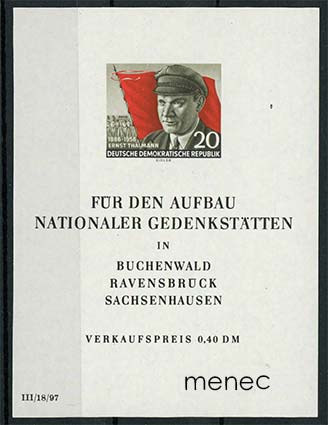 1886-1956
ERNST THÄLMANN
20
DEUTSCHE DEMOKRATISCHE REPUBLIK
FÜR DEN AUFBAU
NATIONALER GEDENKSTÄTTEN
IN
BUCHENWALD
RAVENSBRÜCK
SACHSENHAUSEN
VERKAUFSPREIS 0,40 DM
menec
III/18/97